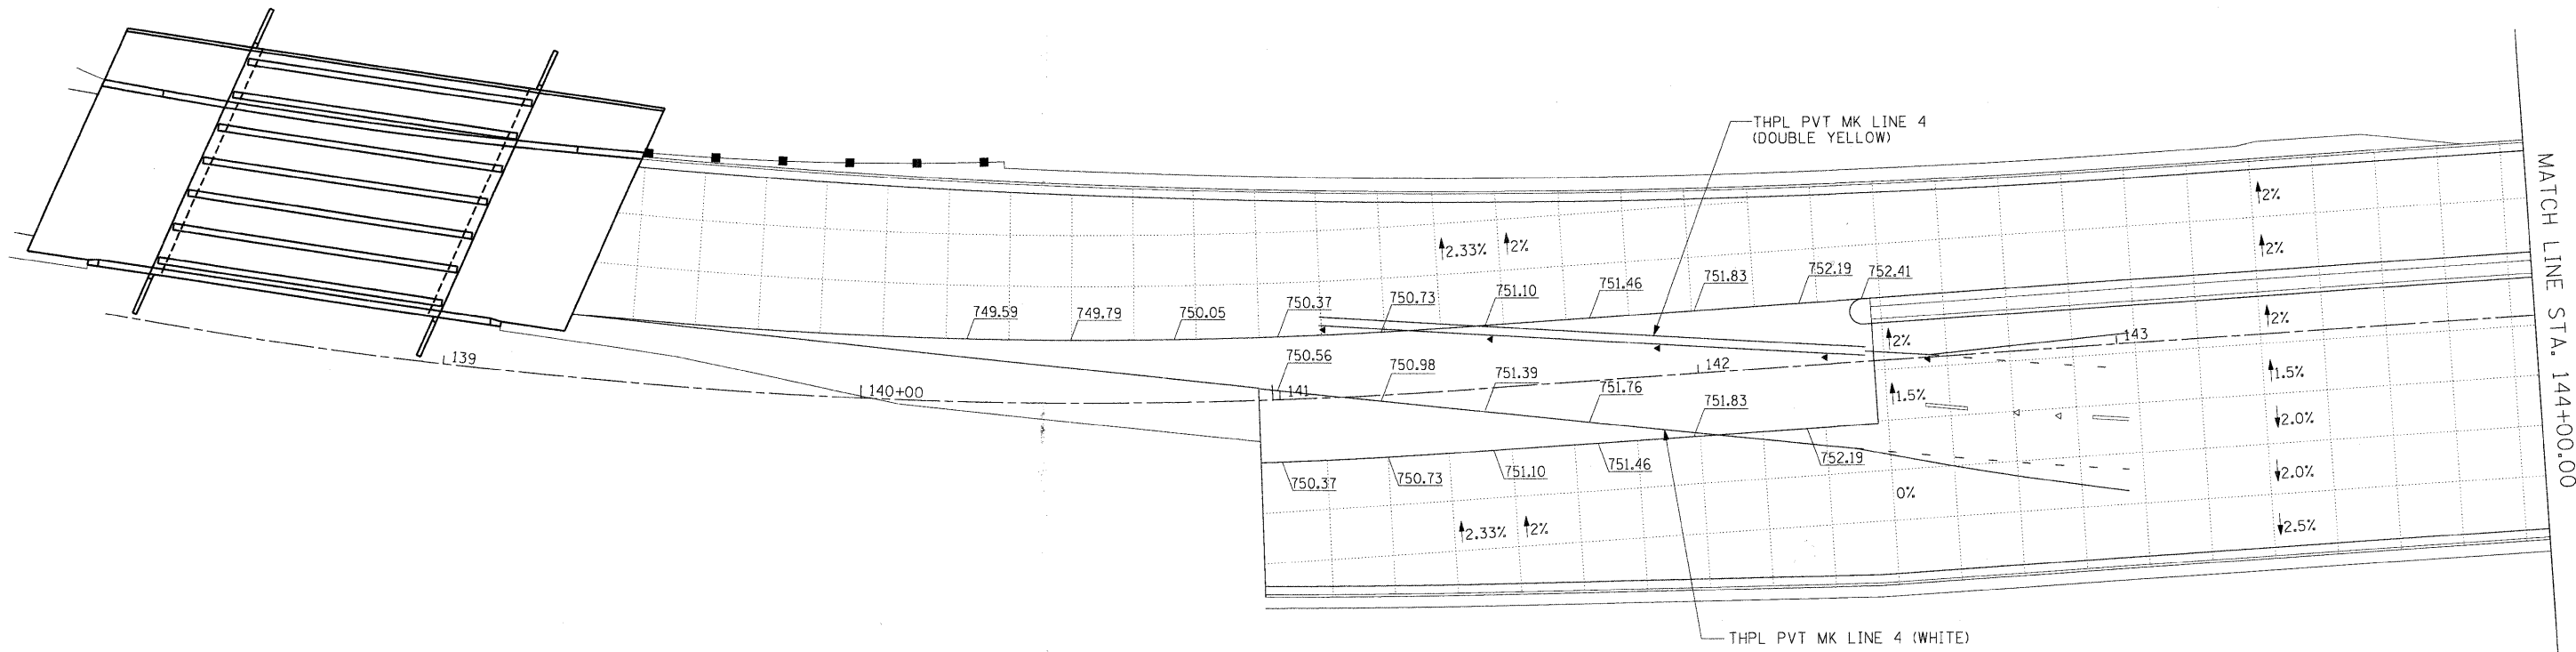 THPL PVT MK LINE 4
(DOUBLE YELLOW)
MATCH LINE STA. 144+00.00
2%
2.33% 2%
2%
749.59 749.79 750.05 750.37 750.73 751.10 751.46 751.83 752.19 752.41
2%
2%
143
139
140+00
141
142
750.56 750.98 751.39 751.76 751.83
1.5%
1.5%
2.0%
750.37 750.73 751.10 751.46 752.19
2.0%
0%
2.33% 2%
2.5%
THPL PVT MK LINE 4 (WHITE)